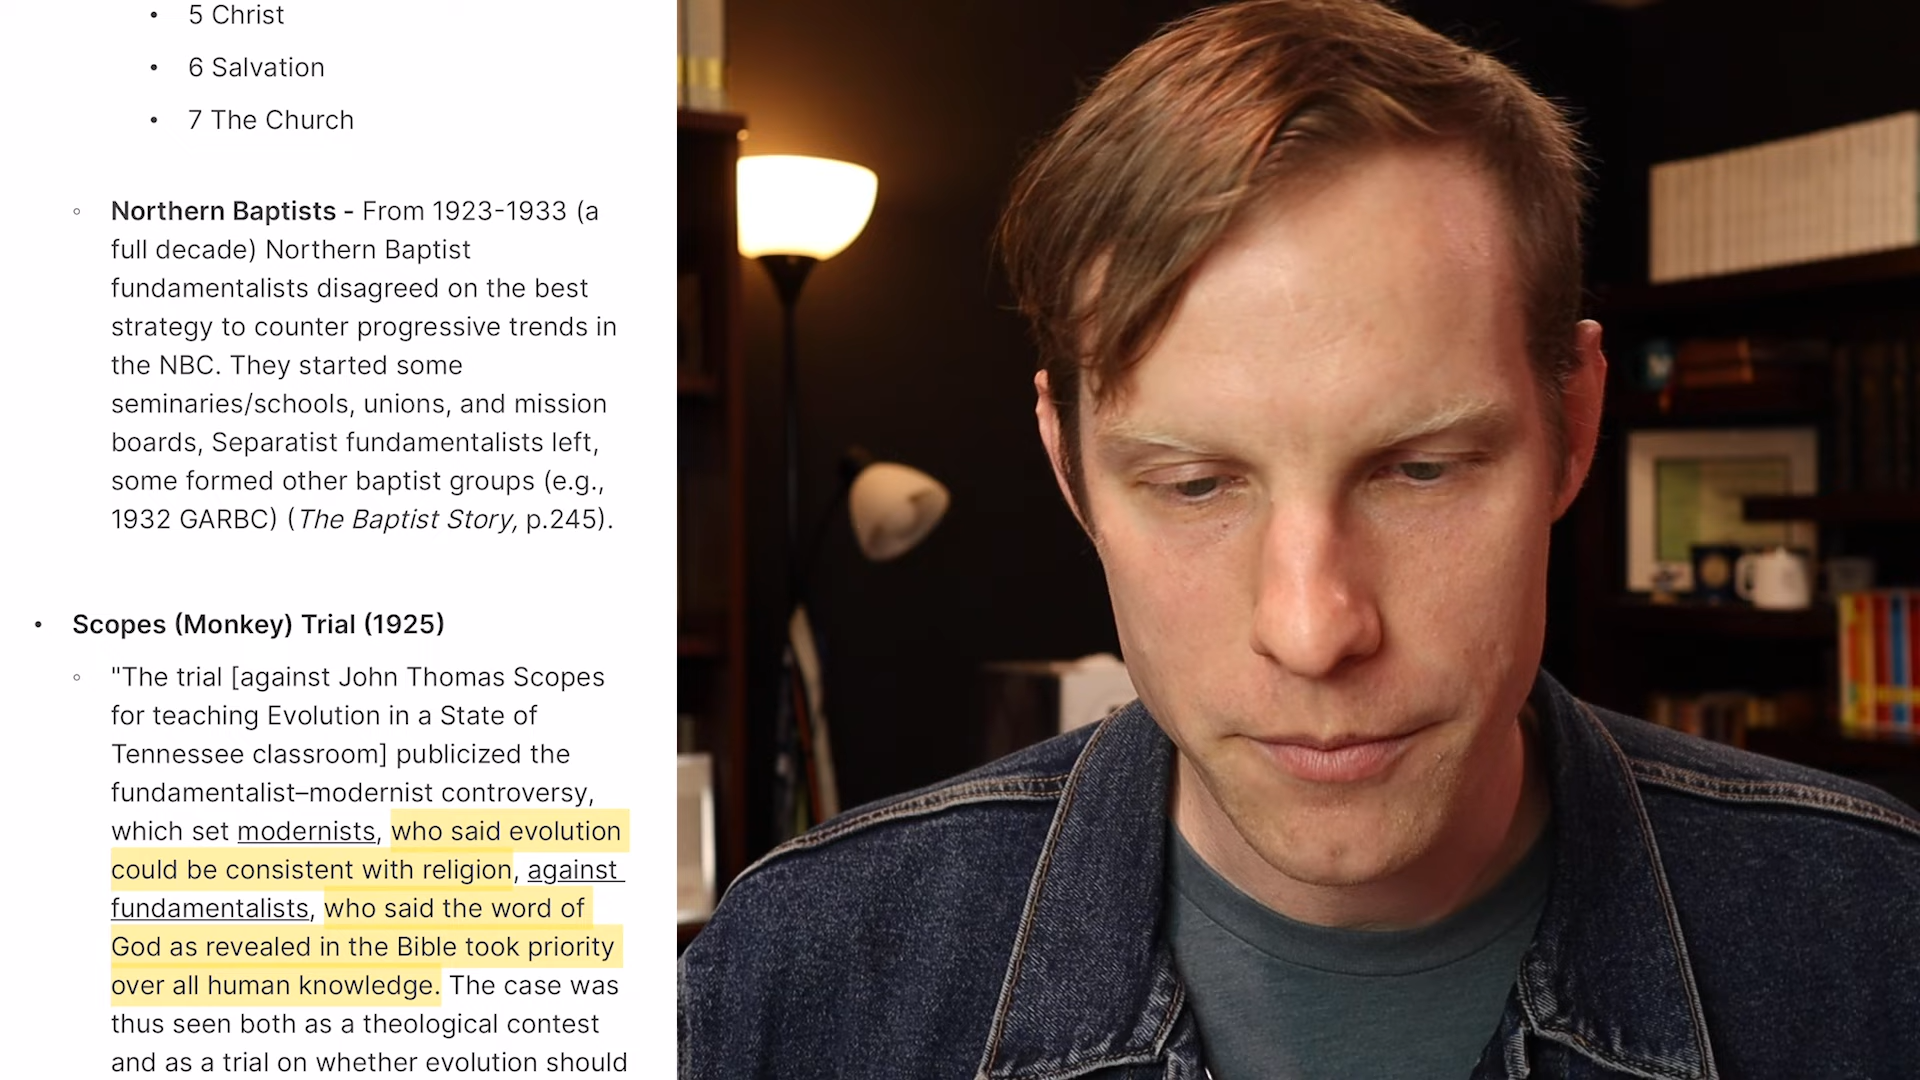 • 5 Christ
• 6 Salvation
• 7 The Church
◦ Northern Baptists - From 1923-1933 (a
full decade) Northern Baptist
fundamentalists disagreed on the best
strategy to counter progressive trends in
the NBC. They started some
seminaries/schools, unions, and mission
boards, Separatist fundamentalists left,
some formed other baptist groups (e.g.,
1932 GARBC) (The Baptist Story, p.245).
• Scopes (Monkey) Trial (1925)
◦ "The trial [against John Thomas Scopes
for teaching Evolution in a State of
Tennessee classroom] publicized the
fundamentalist–modernist controversy,
which set modernists, who said evolution
could be consistent with religion, against
fundamentalists, who said the word of
God as revealed in the Bible took priority
over all human knowledge. The case was
thus seen both as a theological contest
and as a trial on whether evolution should